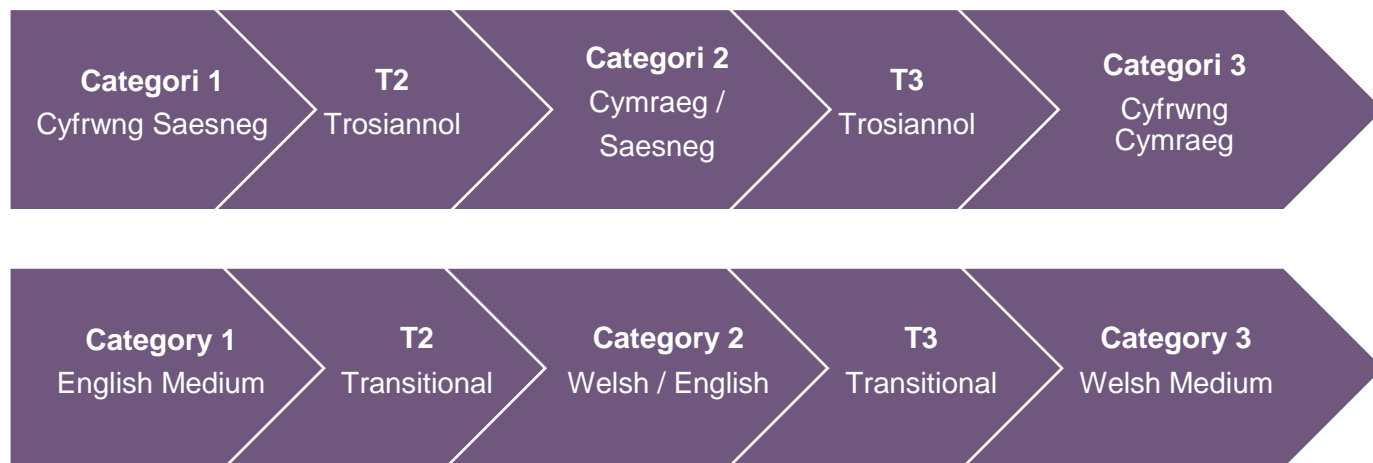 Categori 1
Cyfrwng Saesneg
T2
Trosiannol
Categori 2
Cymraeg /
Saesneg
T3
Trosiannol
Categori 3
Cyfrwng
Cymraeg
Category 1
English Medium
T2
Transitional
Category 2
Welsh / English
T3
Transitional
Category 3
Welsh Medium